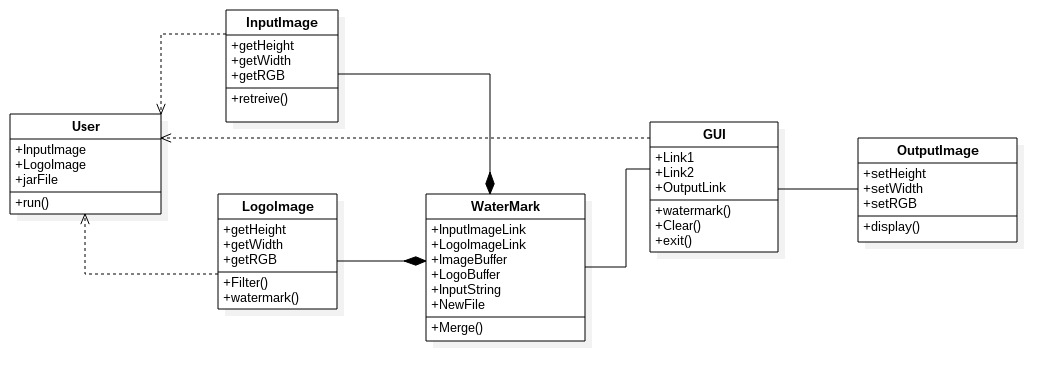 InputImage
+getHeight
+getWidth
+getRGB
+retreive()
User
+InputImage
+LogoImage
+jarFile
+run()
LogoImage
+getHeight
+getWidth
+getRGB
+Filter()
+watermark()
WaterMark
+InputImageLink
+LogoImageLink
+ImageBuffer
+LogoBuffer
+InputString
+NewFile
+Merge()
GUI
+Link1
+Link2
+OutputLink
+watermark()
+Clear()
+exit()
OutputImage
+setHeight
+setWidth
+setRGB
+display()